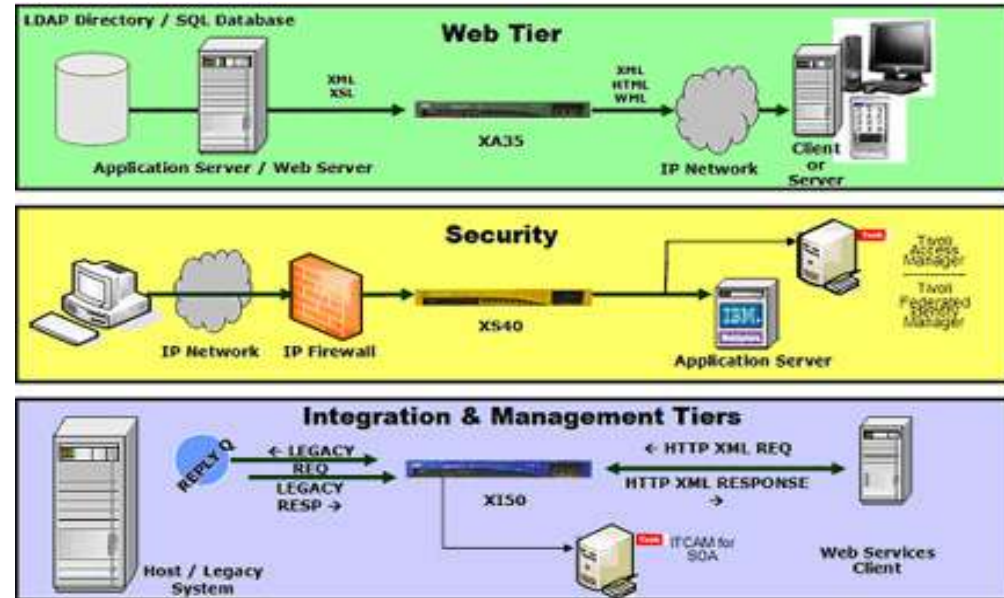 LDAP Directory / SQL Database
Web Tier
XML
XSL
XML
HTML
WML
XA35
Application Server / Web Server
IP Network
Client
or
Server
Security
Tivoli
Access
Manager
Tivoli
Federated
Identity
Manager
XS40
IBM.
IP Network
IP Firewall
Application Server
Integration & Management Tiers
REPLY Q
← LEGACY
REQ
LEGACY
RESP →
XI50
← HTTP XML REQ
HTTP XML RESPONSE
→
ITCAM for
SOA
Host / Legacy
System
Web Services
Client